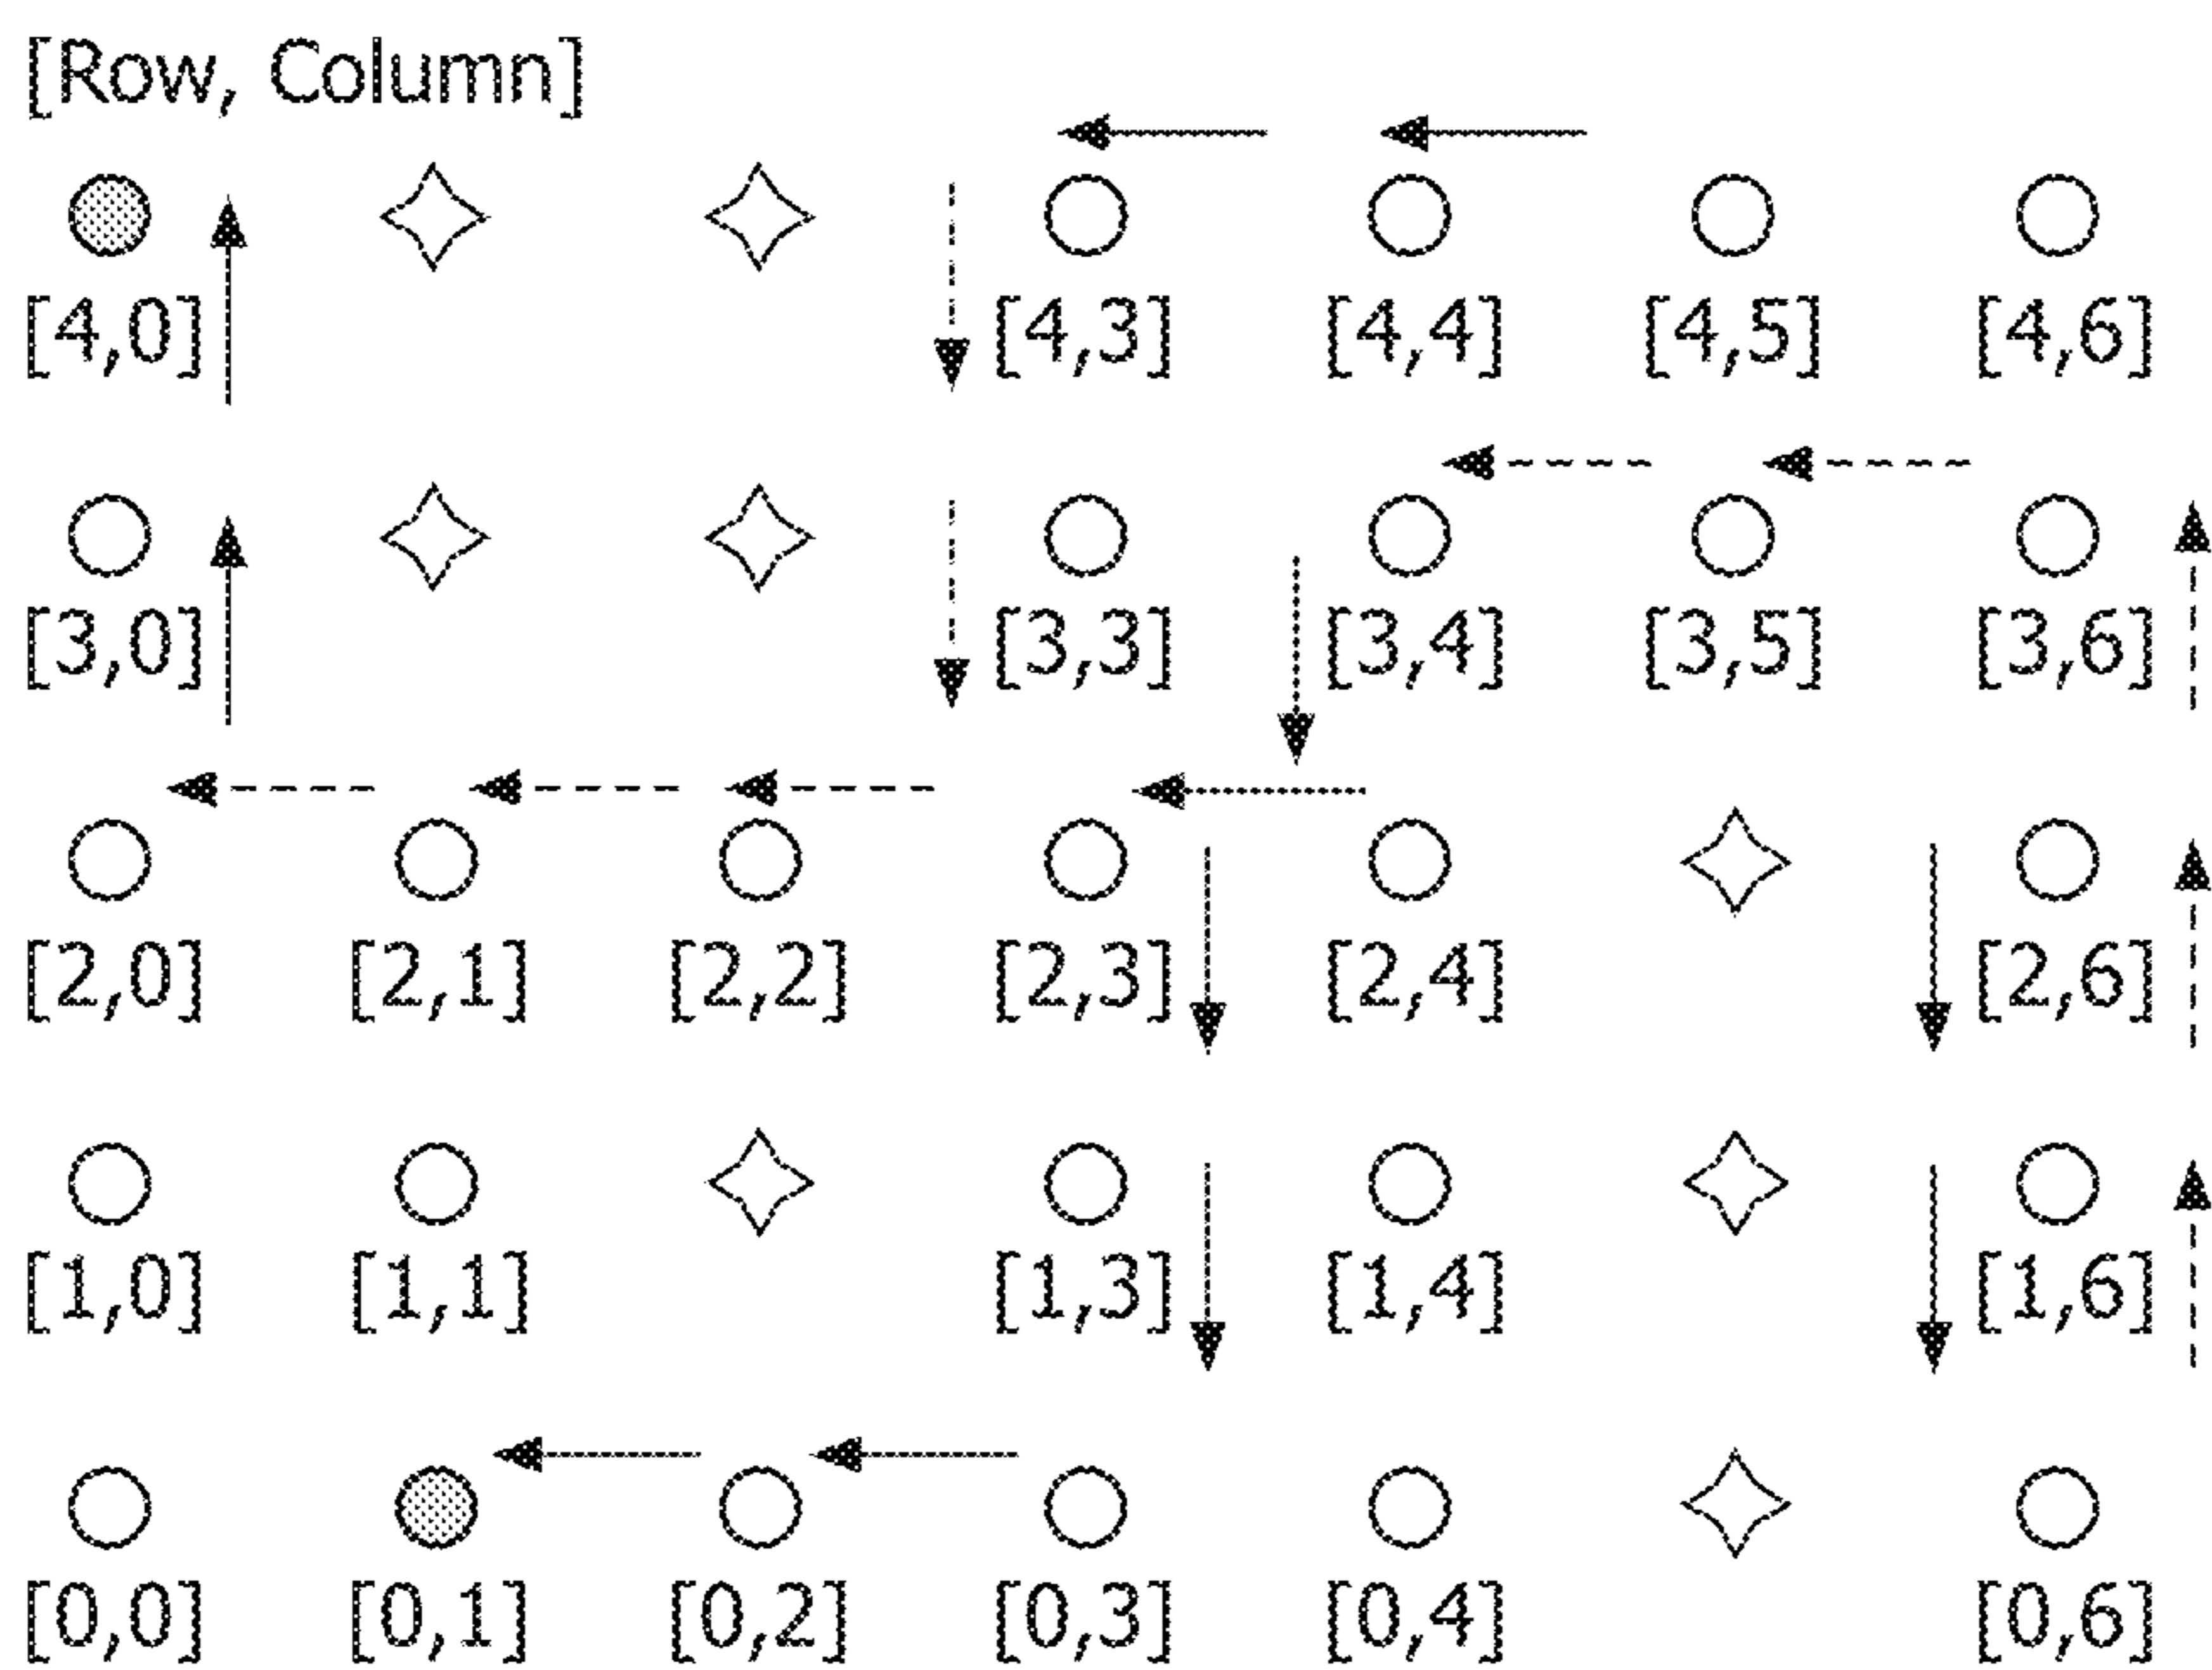 [Row, Column]
[4,0] [4,3] [4,4] [4,5] [4,6]
[3,0] [3,3] [3,4] [3,5] [3,6]
[2,0] [2,1] [2,2] [2,3] [2,4] [2,6]
[1,0] [1,1] [1,3] [1,4] [1,6]
[0,0] [0,1] [0,2] [0,3] [0,4] [0,6]